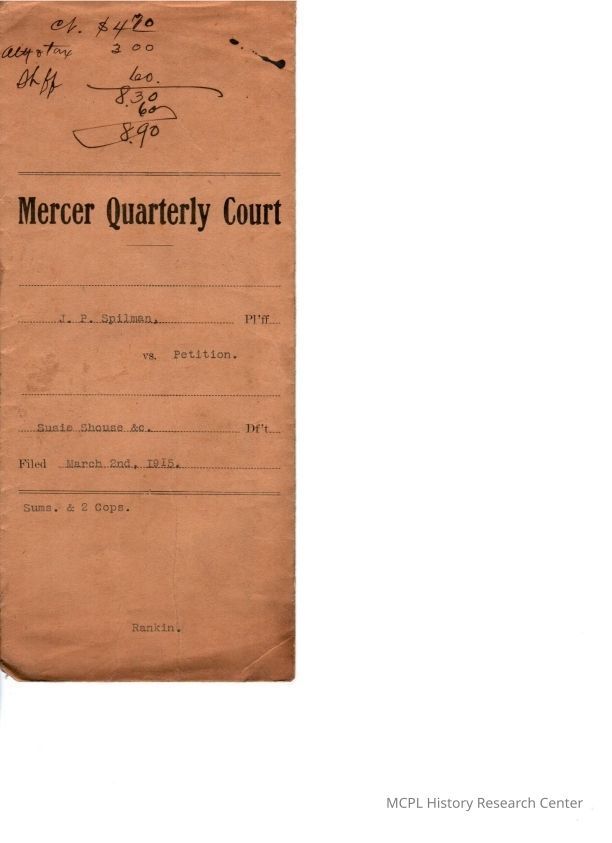 Ct. $4 70
Atty & tax 3 00
Shff 60.
8.30
60
8.90
Mercer Quarterly Court
J. P. Spilman, Pl'ff
vs. Petition.
Susie Shouse &c. Df't
Filed March 2nd, 1915.
Sums. & 2 Cops.
Rankin.
MCPL History Research Center